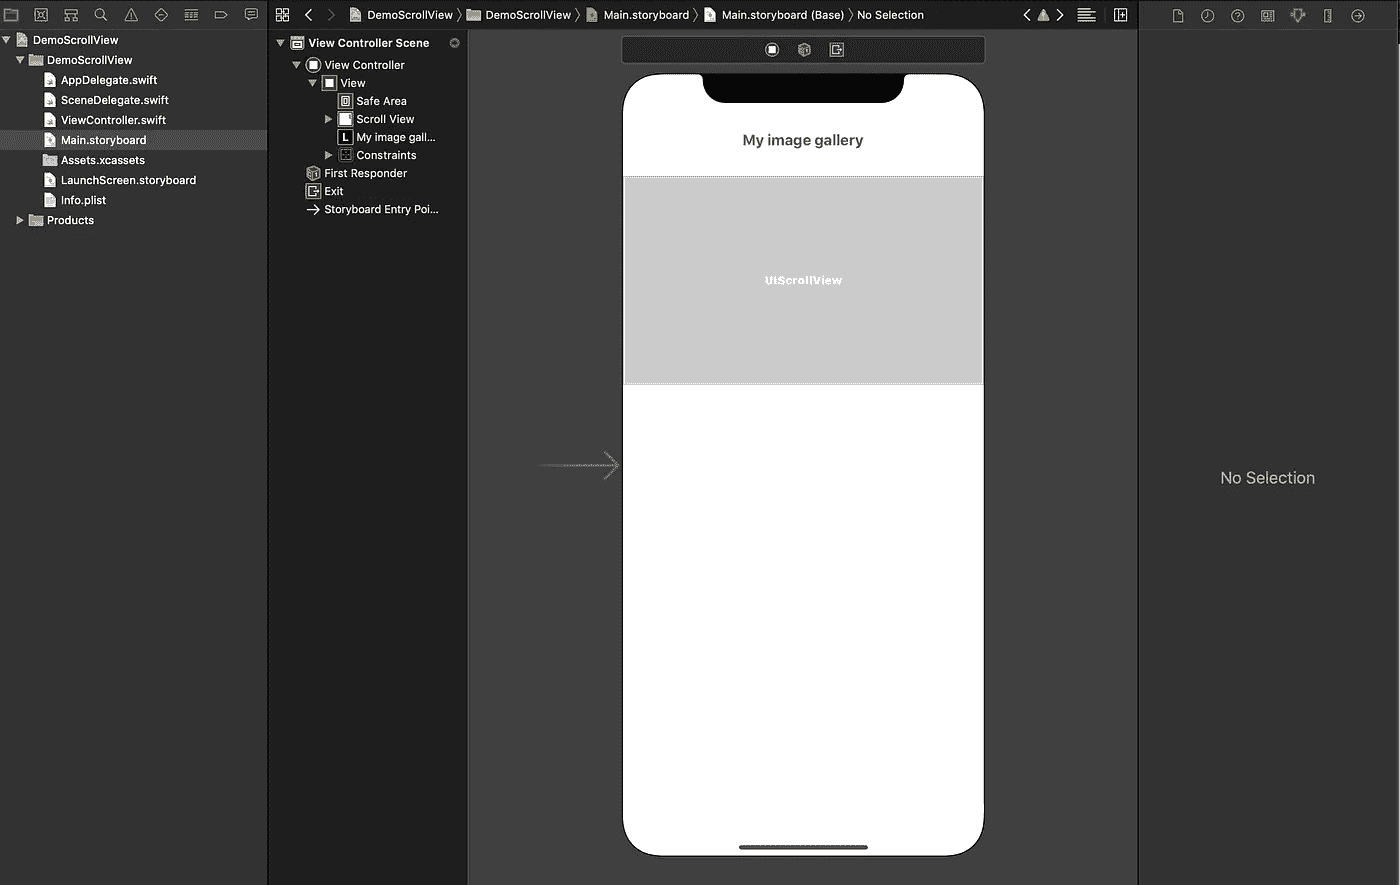 DemoScrollView
DemoScrollView
AppDelegate.swift
SceneDelegate.swift
ViewController.swift
Main.storyboard
Assets.xcassets
LaunchScreen.storyboard
Info.plist
Products
DemoScrollView DemoScrollView Main.storyboard Main.storyboard (Base) No Selection
View Controller Scene
View Controller
View
Safe Area
Scroll View
L My image gall...
Constraints
First Responder
Exit
Storyboard Entry Poi...
My image gallery
UIScrollView
No Selection